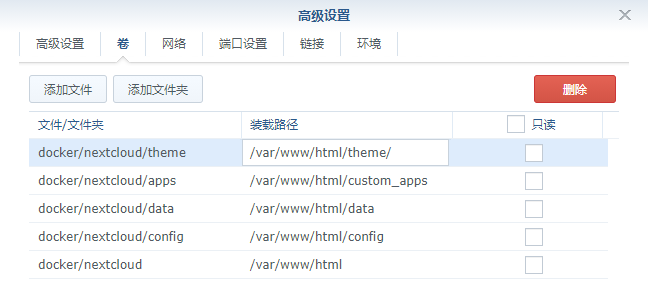 高级设置
高级设置 卷 网络 端口设置 链接 环境
添加文件 添加文件夹 删除
文件/文件夹 装载路径 只读
docker/nextcloud/theme /var/www/html/theme/
docker/nextcloud/apps /var/www/html/custom_apps
docker/nextcloud/data /var/www/html/data
docker/nextcloud/config /var/www/html/config
docker/nextcloud /var/www/html